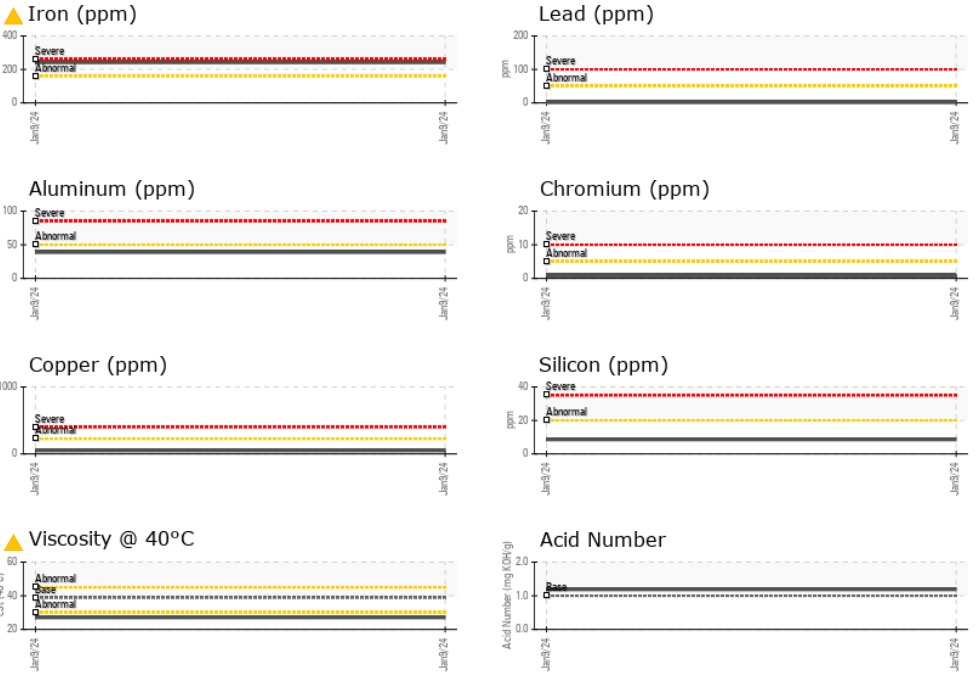 Iron (ppm)
400
Severe
200
Abnormal
0
Jan9/24
Jan9/24
Lead (ppm)
200
ppm
Severe
100
Abnormal
0
Jan9/24
Jan9/24
Aluminum (ppm)
100
Severe
Abnormal
50
0
Jan9/24
Jan9/24
Chromium (ppm)
20
ppm
Severe
10
Abnormal
0
Jan9/24
Jan9/24
Copper (ppm)
1000
Severe
Abnormal
0
Jan9/24
Jan9/24
Silicon (ppm)
40
Severe
ppm
Abnormal
20
0
Jan9/24
Jan9/24
Viscosity @ 40°C
60
Abnormal
Base
40
Abnormal
20
Jan9/24
Jan9/24
Acid Number
Acid Number (mg KOH/g)
2.0
Base
1.0
0.0
Jan9/24
Jan9/24